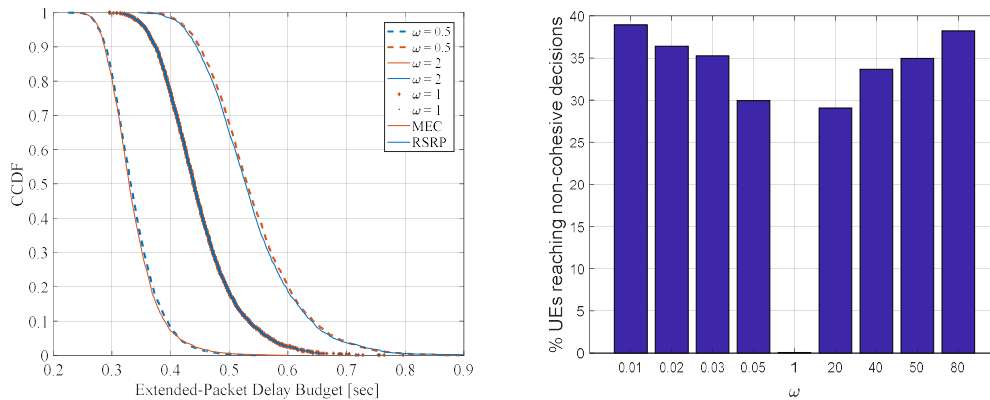 1
0.9
0.8
0.7
0.6
0.5
0.4
0.3
0.2
0.1
0
CCDF
0.2 0.3 0.4 0.5 0.6 0.7 0.8 0.9
Extended-Packet Delay Budget [sec]
ω = 0.5
ω = 0.5
ω = 2
ω = 2
ω = 1
ω = 1
MEC
RSRP
40
35
30
25
20
15
10
5
0
% UEs reaching non-cohesive decisions
0.01 0.02 0.03 0.05 1 20 40 50 80
ω